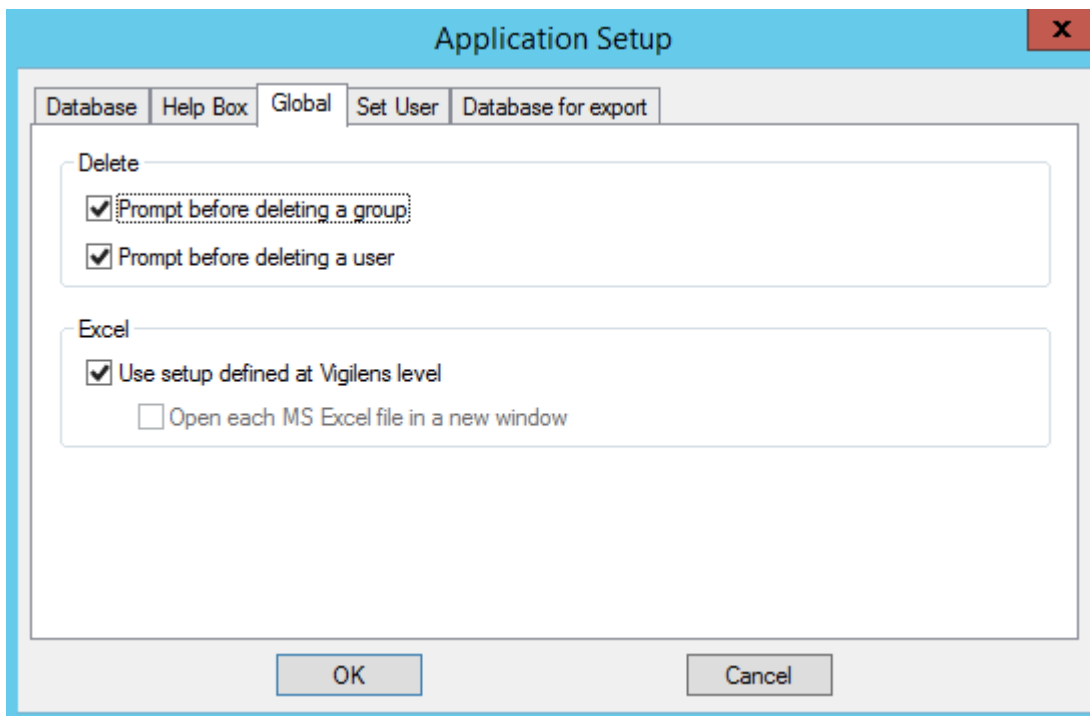 Application Setup
x
Database Help Box Global Set User Database for export
Delete
Prompt before deleting a group
Prompt before deleting a user
Excel
Use setup defined at Vigilens level
Open each MS Excel file in a new window
OK Cancel